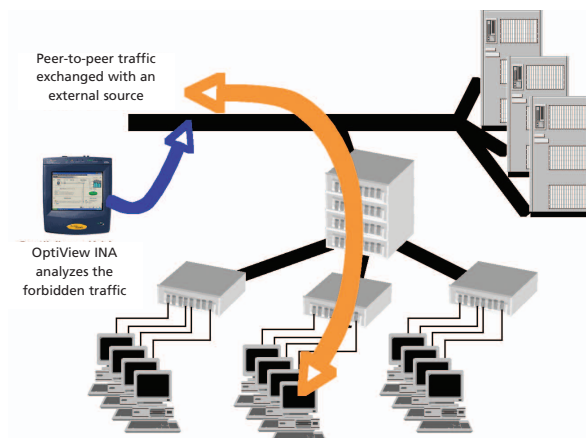 Peer-to-peer traffic
exchanged with an
external source
OptiView INA
analyzes the
forbidden traffic